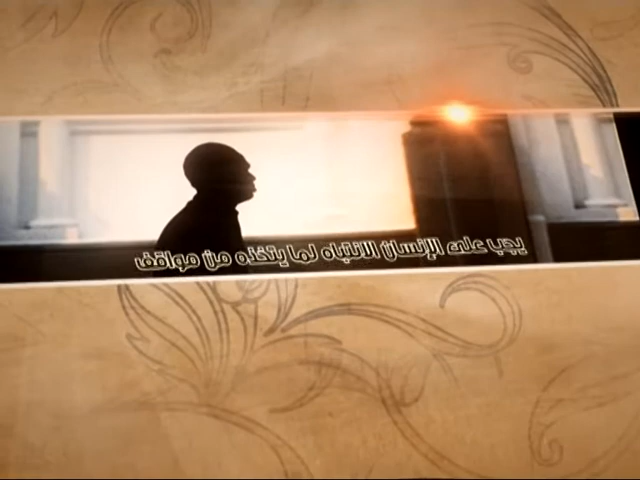 يجب على الإنسان الانتباه لما يتخذه من مواقف